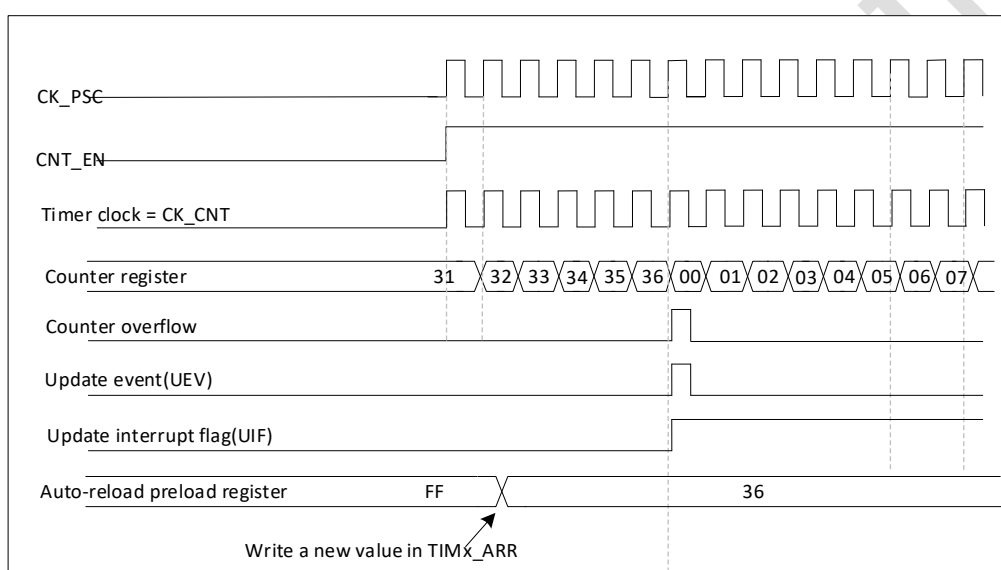 CK_PSC
CNT_EN
Timer clock = CK_CNT
Counter register 31 32 33 34 35 36 00 01 02 03 04 05 06 07
Counter overflow
Update event(UEV)
Update interrupt flag(UIF)
Auto-reload preload register FF 36
Write a new value in TIMx_ARR